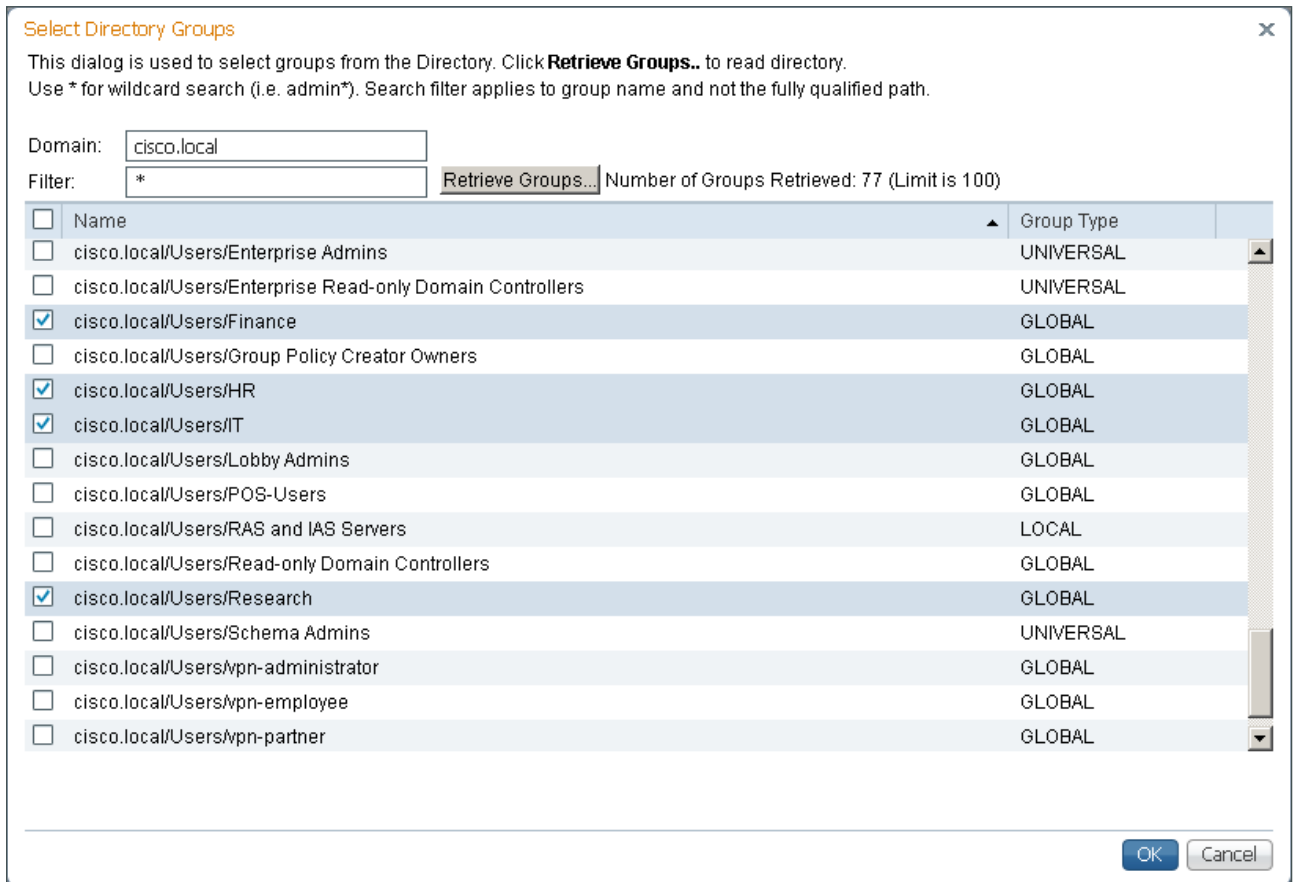 Select Directory Groups
This dialog is used to select groups from the Directory. Click Retrieve Groups.. to read directory.
Use * for wildcard search (i.e. admin*). Search filter applies to group name and not the fully qualified path.
Domain: cisco.local
Filter: * Retrieve Groups... Number of Groups Retrieved: 77 (Limit is 100)
Name Group Type
cisco.local/Users/Enterprise Admins UNIVERSAL
cisco.local/Users/Enterprise Read-only Domain Controllers UNIVERSAL
cisco.local/Users/Finance GLOBAL
cisco.local/Users/Group Policy Creator Owners GLOBAL
cisco.local/Users/HR GLOBAL
cisco.local/Users/IT GLOBAL
cisco.local/Users/Lobby Admins GLOBAL
cisco.local/Users/POS-Users GLOBAL
cisco.local/Users/RAS and IAS Servers LOCAL
cisco.local/Users/Read-only Domain Controllers GLOBAL
cisco.local/Users/Research GLOBAL
cisco.local/Users/Schema Admins UNIVERSAL
cisco.local/Users/vpn-administrator GLOBAL
cisco.local/Users/vpn-employee GLOBAL
cisco.local/Users/vpn-partner GLOBAL
OK Cancel